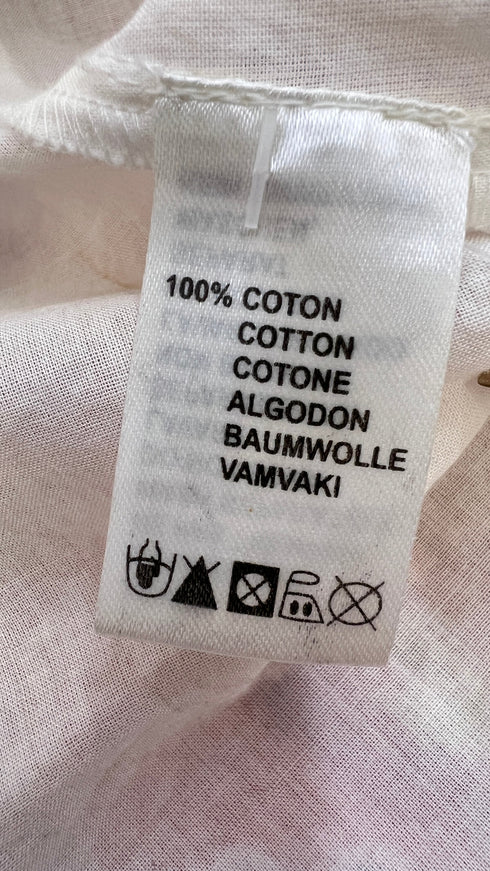 100% COTON
COTTON
COTONE
ALGODON
BAUMWOLLE
VAMVAKI